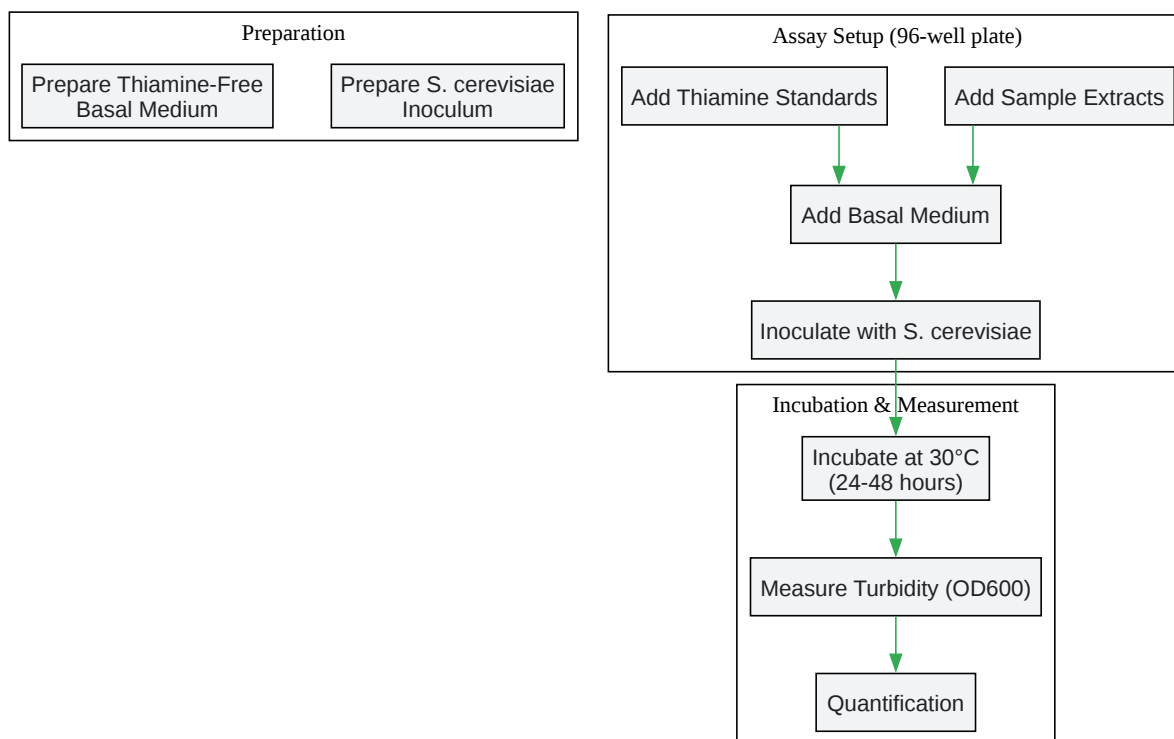 Preparation
Prepare Thiamine-Free
Basal Medium
Prepare S. cerevisiae
Inoculum
Assay Setup (96-well plate)
Add Thiamine Standards
Add Sample Extracts
Add Basal Medium
Inoculate with S. cerevisiae
Incubation & Measurement
Incubate at 30°C
(24-48 hours)
Measure Turbidity (OD600)
Quantification